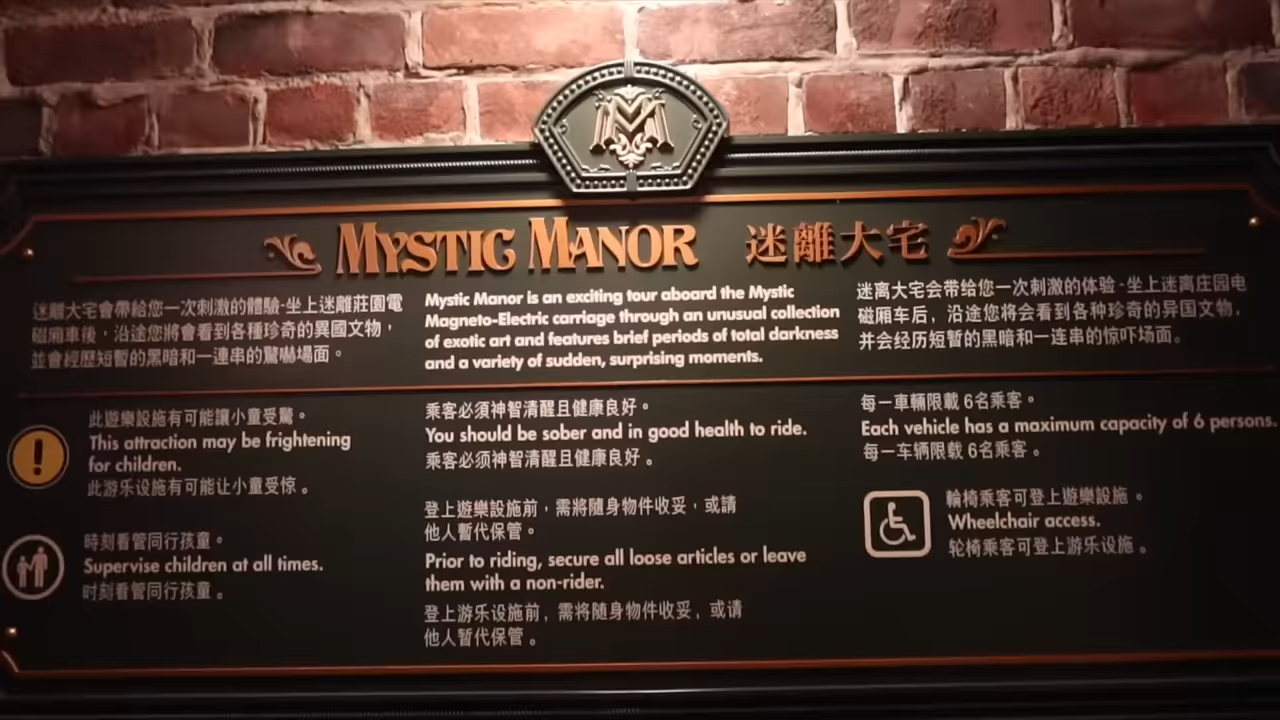 MYSTIC MANOR 迷離大宅
迷離大宅會帶給您一次刺激的體驗-坐上迷離莊園電
磁廂車後，沿途您將會看到各種珍奇的異國文物，
並會經歷短暫的黑暗和一連串的驚嚇場面。
Mystic Manor is an exciting tour aboard the Mystic
Magneto-Electric carriage through an unusual collection
of exotic art and features brief periods of total darkness
and a variety of sudden, surprising moments.
迷离大宅会带给您一次刺激的体验-坐上迷离庄园电
磁厢车后，沿途您将会看到各种珍奇的异国文物，
并会经历短暂的黑暗和一连串的惊吓场面。
此遊樂設施有可能讓小童受驚。
This attraction may be frightening
for children.
此游乐设施有可能让小童受惊。
時刻看管同行孩童。
Supervise children at all times.
时刻看管同行孩童。
乘客必須神智清醒且健康良好。
You should be sober and in good health to ride.
乘客必须神智清醒且健康良好。
登上遊樂設施前，需將隨身物件收妥，或請
他人暫代保管。
Prior to riding, secure all loose articles or leave
them with a non-rider.
登上游乐设施前，需将随身物件收妥，或请
他人暂代保管。
每一車輛限載 6名乘客。
Each vehicle has a maximum capacity of 6 persons.
每一车辆限载 6名乘客。
輪椅乘客可登上遊樂設施。
Wheelchair access.
轮椅乘客可登上游乐设施。